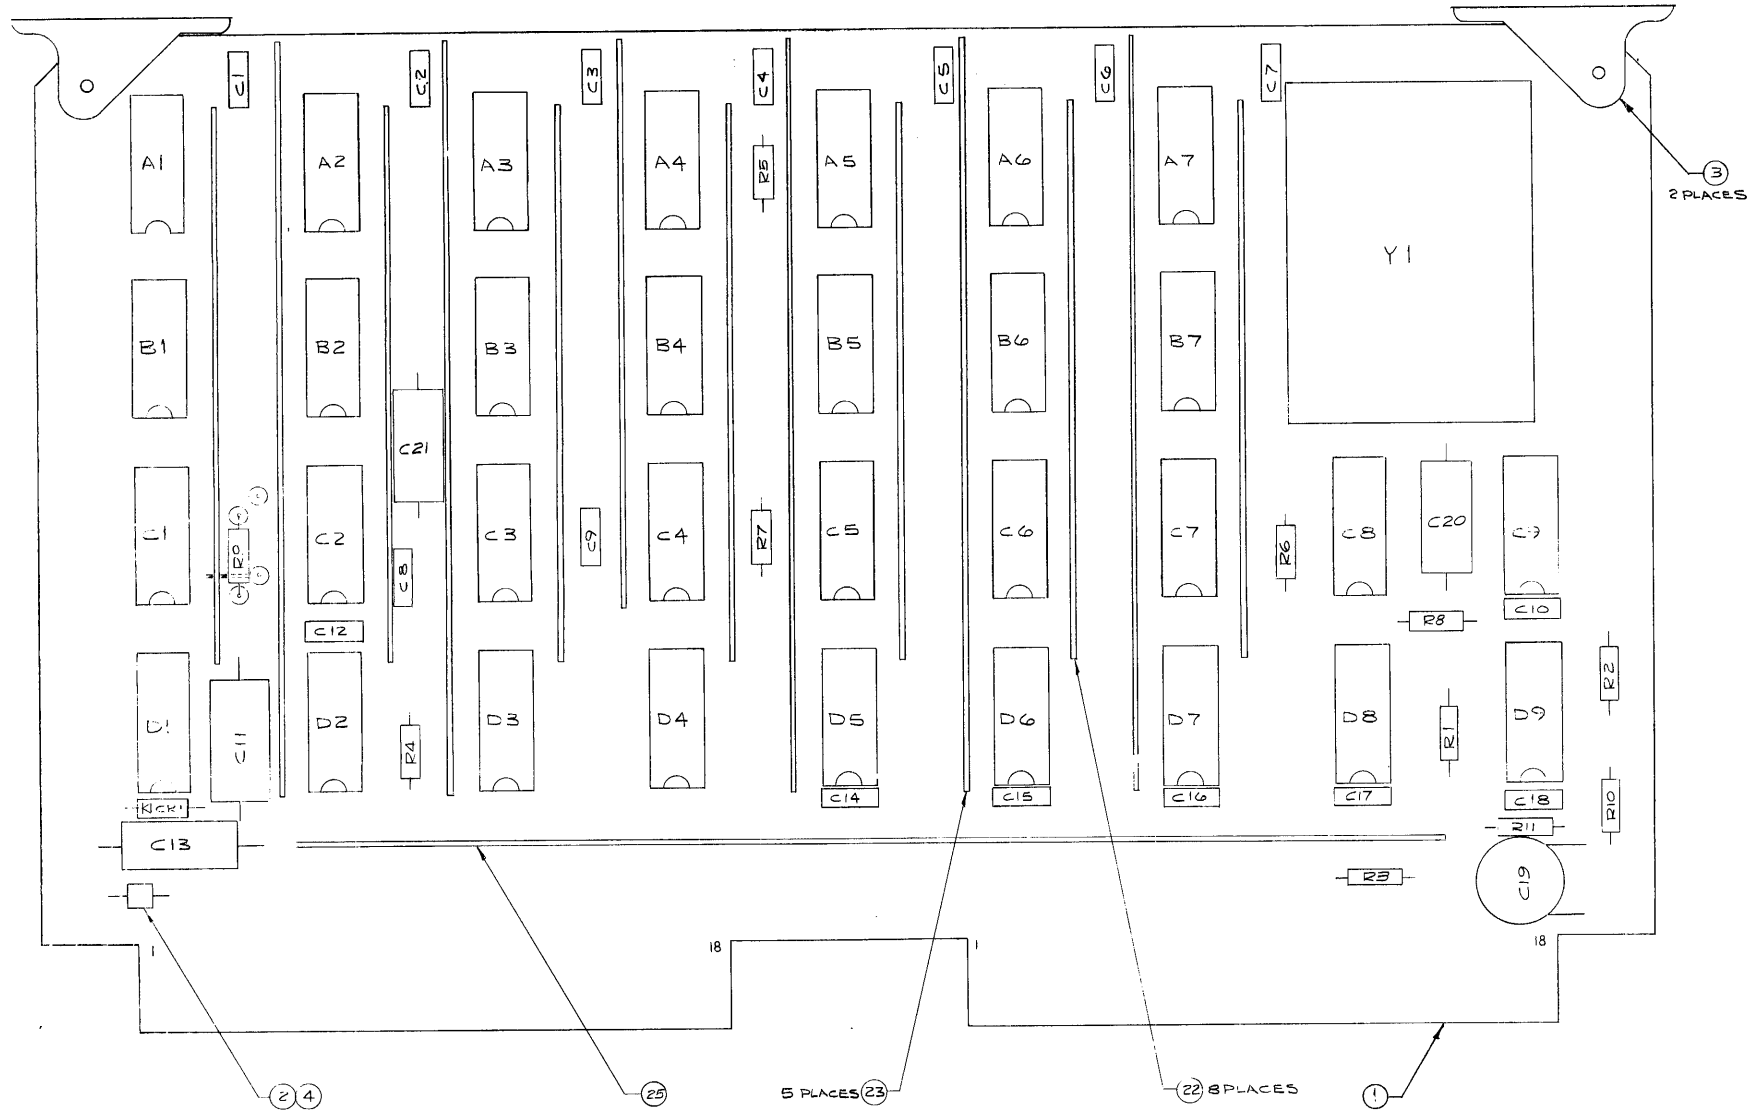 C1
C2
C3
C4
C5
C6
C7
A1
A2
A3
A4
R5
A5
A6
A7
3
2 PLACES
Y1
B1
B2
B3
B4
B5
B6
B7
C21
C1
R9
C2
C8
C3
C9
C4
R7
C5
C6
C7
R6
C8
C20
C9
C12
R8
C10
R2
D1
C11
D2
R4
D3
D4
D5
D6
D7
D8
R1
D9
C14
C15
C16
C17
C18
R10
C13
R11
R3
C19
1
18
1
18
2 4
25
5 PLACES 23
22 8 PLACES
1